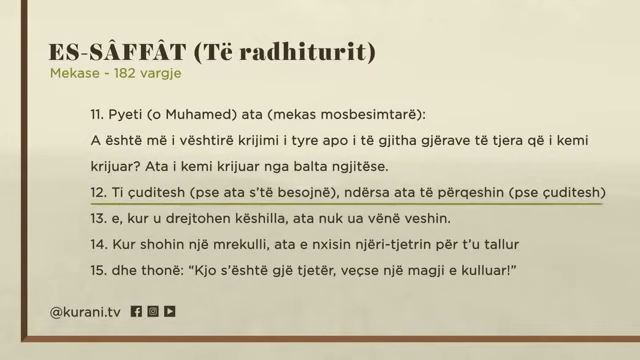 ES-SÂFFÂT (Të radhiturit)
Mekase - 182 vargje
11. Pyeti (o Muhamed) ata (mekas mosbesimtarë):
A është më i vështirë krijimi i tyre apo i të gjitha gjërave të tjera që i kemi
krijuar? Ata i kemi krijuar nga balta ngjitëse.
12. Ti çuditesh (pse ata s’të besojnë), ndërsa ata të përqeshin (pse çuditesh)
13. e, kur u drejtohen këshilla, ata nuk ua vënë veshin.
14. Kur shohin një mrekulli, ata e nxisin njëri-tjetrin për t’u tallur
15. dhe thonë: “Kjo s’është gjë tjetër, veçse një magji e kulluar!”
@kurani.tv